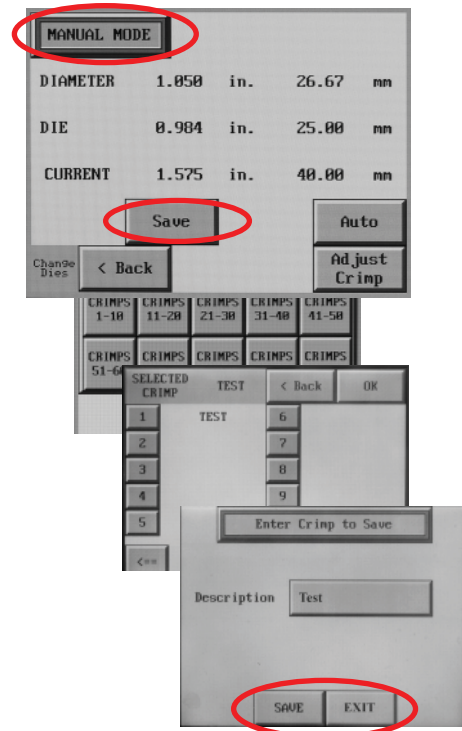 MANUAL MODE
DIAMETER 1.050 in. 26.67 mm
DIE 0.984 in. 25.00 mm
CURRENT 1.575 in. 40.00 mm
Save
Auto
Change
Dies
< Back
Adjust
Crimp
CRIMPS CRIMPS CRIMPS CRIMPS CRIMPS
1-10 11-20 21-30 31-40 41-50
CRIMPS CRIMPS CRIMPS CRIMPS CRIMPS
SELECTED
CRIMP
TEST
< Back
OK
1 TEST 6
2 7
3 8
4 9
5
<==
Enter Crimp to Save
Description Test
SAVE EXIT